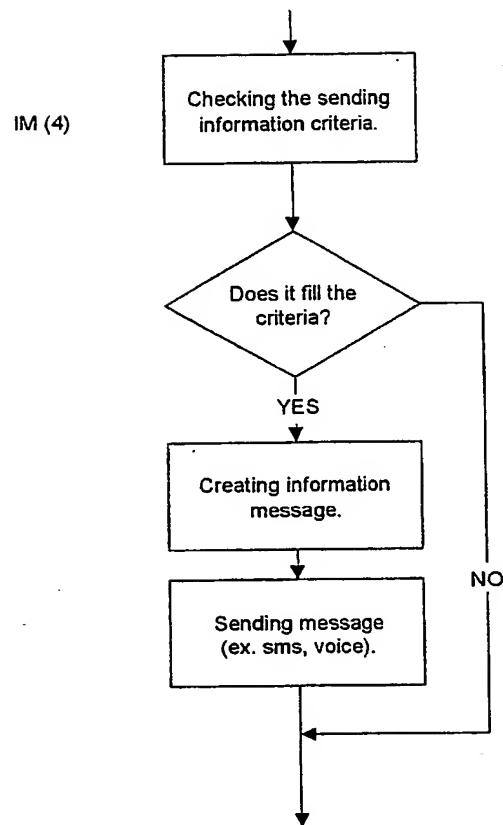 Checking the sending
information criteria.
IM (4)
Does it fill the
criteria?
YES
Creating information
message.
NO
Sending message
(ex. sms, voice).